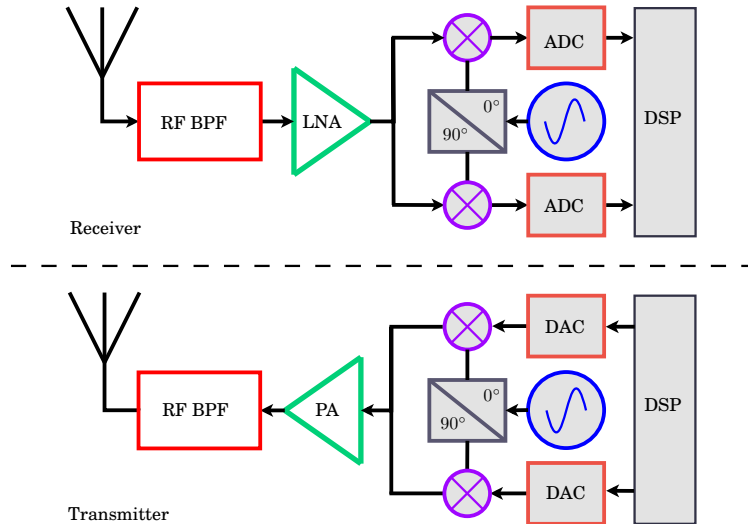 ADC
RF BPF
LNA
0°
90°
DSP
ADC
Receiver
DAC
RF BPF
PA
0°
90°
DSP
DAC
Transmitter